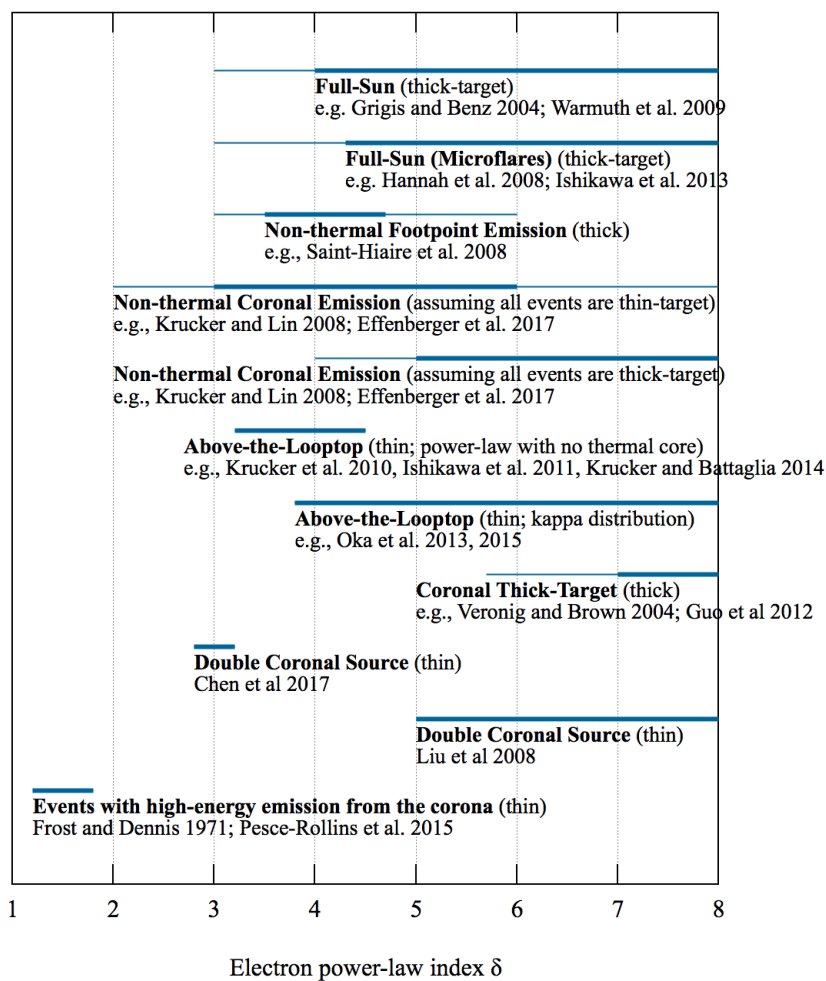 Full-Sun (thick-target)
e.g. Grigis and Benz 2004; Warmuth et al. 2009
Full-Sun (Microflares) (thick-target)
e.g. Hannah et al. 2008; Ishikawa et al. 2013
Non-thermal Footpoint Emission (thick)
e.g., Saint-Hiaire et al. 2008
Non-thermal Coronal Emission (assuming all events are thin-target)
e.g., Krucker and Lin 2008; Effenberger et al. 2017
Non-thermal Coronal Emission (assuming all events are thick-target)
e.g., Krucker and Lin 2008; Effenberger et al. 2017
Above-the-Looptop (thin; power-law with no thermal core)
e.g., Krucker et al. 2010, Ishikawa et al. 2011, Krucker and Battaglia 2014
Above-the-Looptop (thin; kappa distribution)
e.g., Oka et al. 2013, 2015
Coronal Thick-Target (thick)
e.g., Veronig and Brown 2004; Guo et al 2012
Double Coronal Source (thin)
Chen et al 2017
Double Coronal Source (thin)
Liu et al 2008
Events with high-energy emission from the corona (thin)
Frost and Dennis 1971; Pesce-Rollins et al. 2015
1 2 3 4 5 6 7 8
Electron power-law index δ